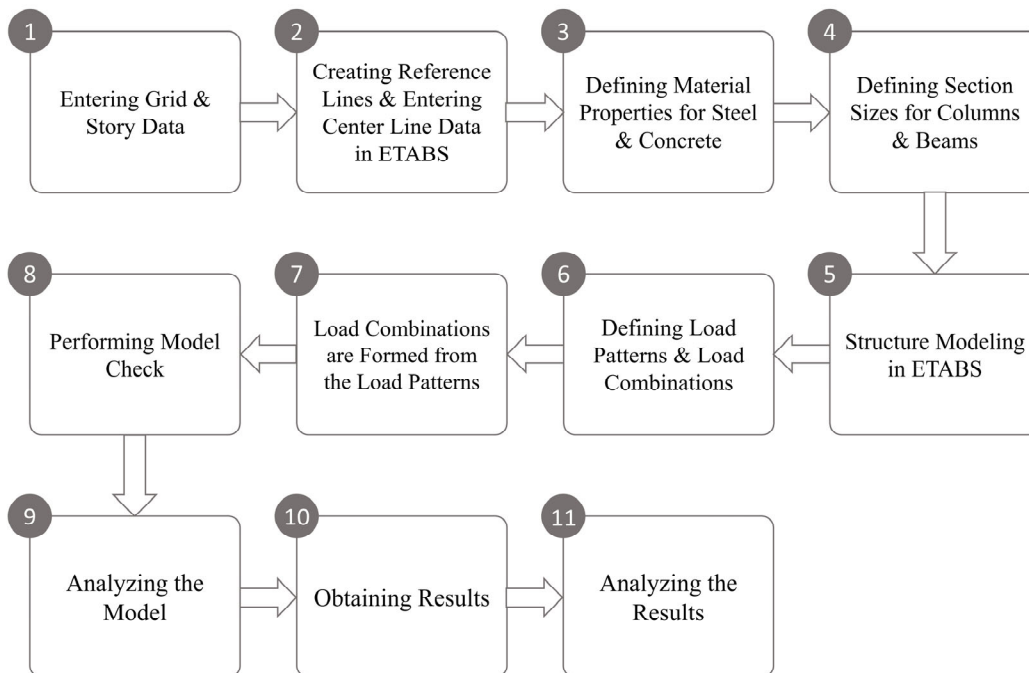 1
Entering Grid &
Story Data
2
Creating Reference
Lines & Entering
Center Line Data
in ETABS
3
Defining Material
Properties for Steel
& Concrete
4
Defining Section
Sizes for Columns
& Beams
5
Structure Modeling
in ETABS
6
Defining Load
Patterns & Load
Combinations
7
Load Combinations
are Formed from
the Load Patterns
8
Performing Model
Check
9
Analyzing the
Model
10
Obtaining Results
11
Analyzing the
Results